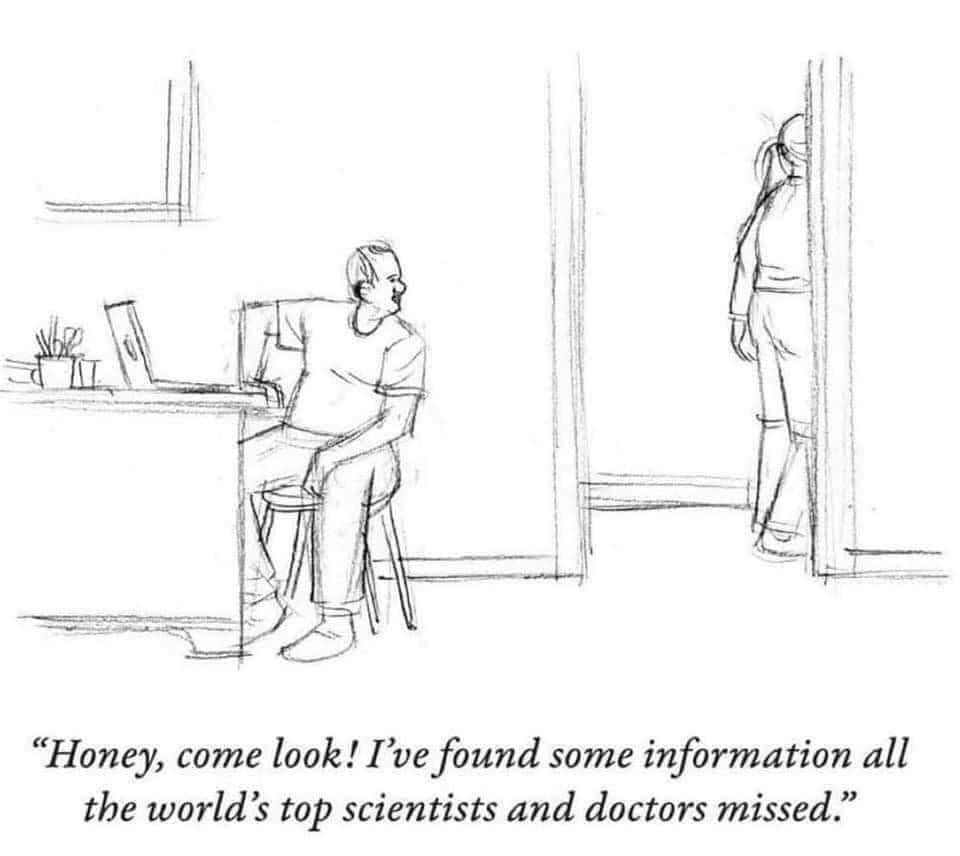 “Honey, come look! I’ve found some information all
the world’s top scientists and doctors missed.”